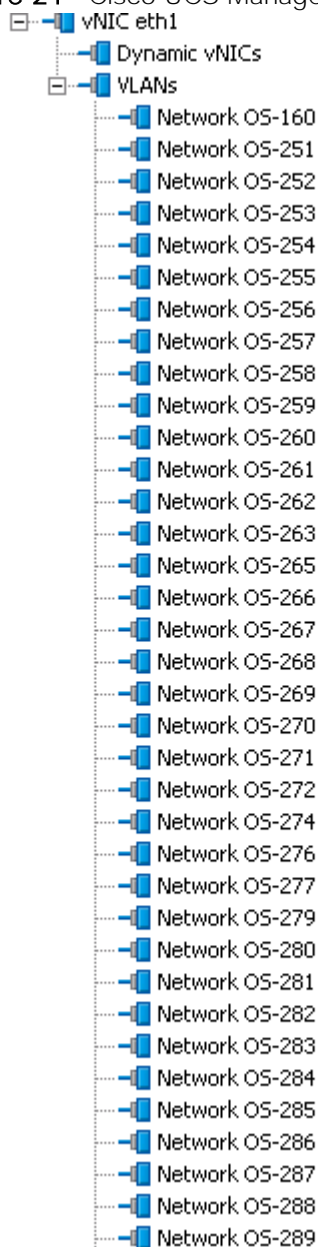 vNIC eth1
Dynamic vNICs
VLANs
Network OS-160
Network OS-251
Network OS-252
Network OS-253
Network OS-254
Network OS-255
Network OS-256
Network OS-257
Network OS-258
Network OS-259
Network OS-260
Network OS-261
Network OS-262
Network OS-263
Network OS-265
Network OS-266
Network OS-267
Network OS-268
Network OS-269
Network OS-270
Network OS-271
Network OS-272
Network OS-274
Network OS-276
Network OS-277
Network OS-279
Network OS-280
Network OS-281
Network OS-282
Network OS-283
Network OS-284
Network OS-285
Network OS-286
Network OS-287
Network OS-288
Network OS-289